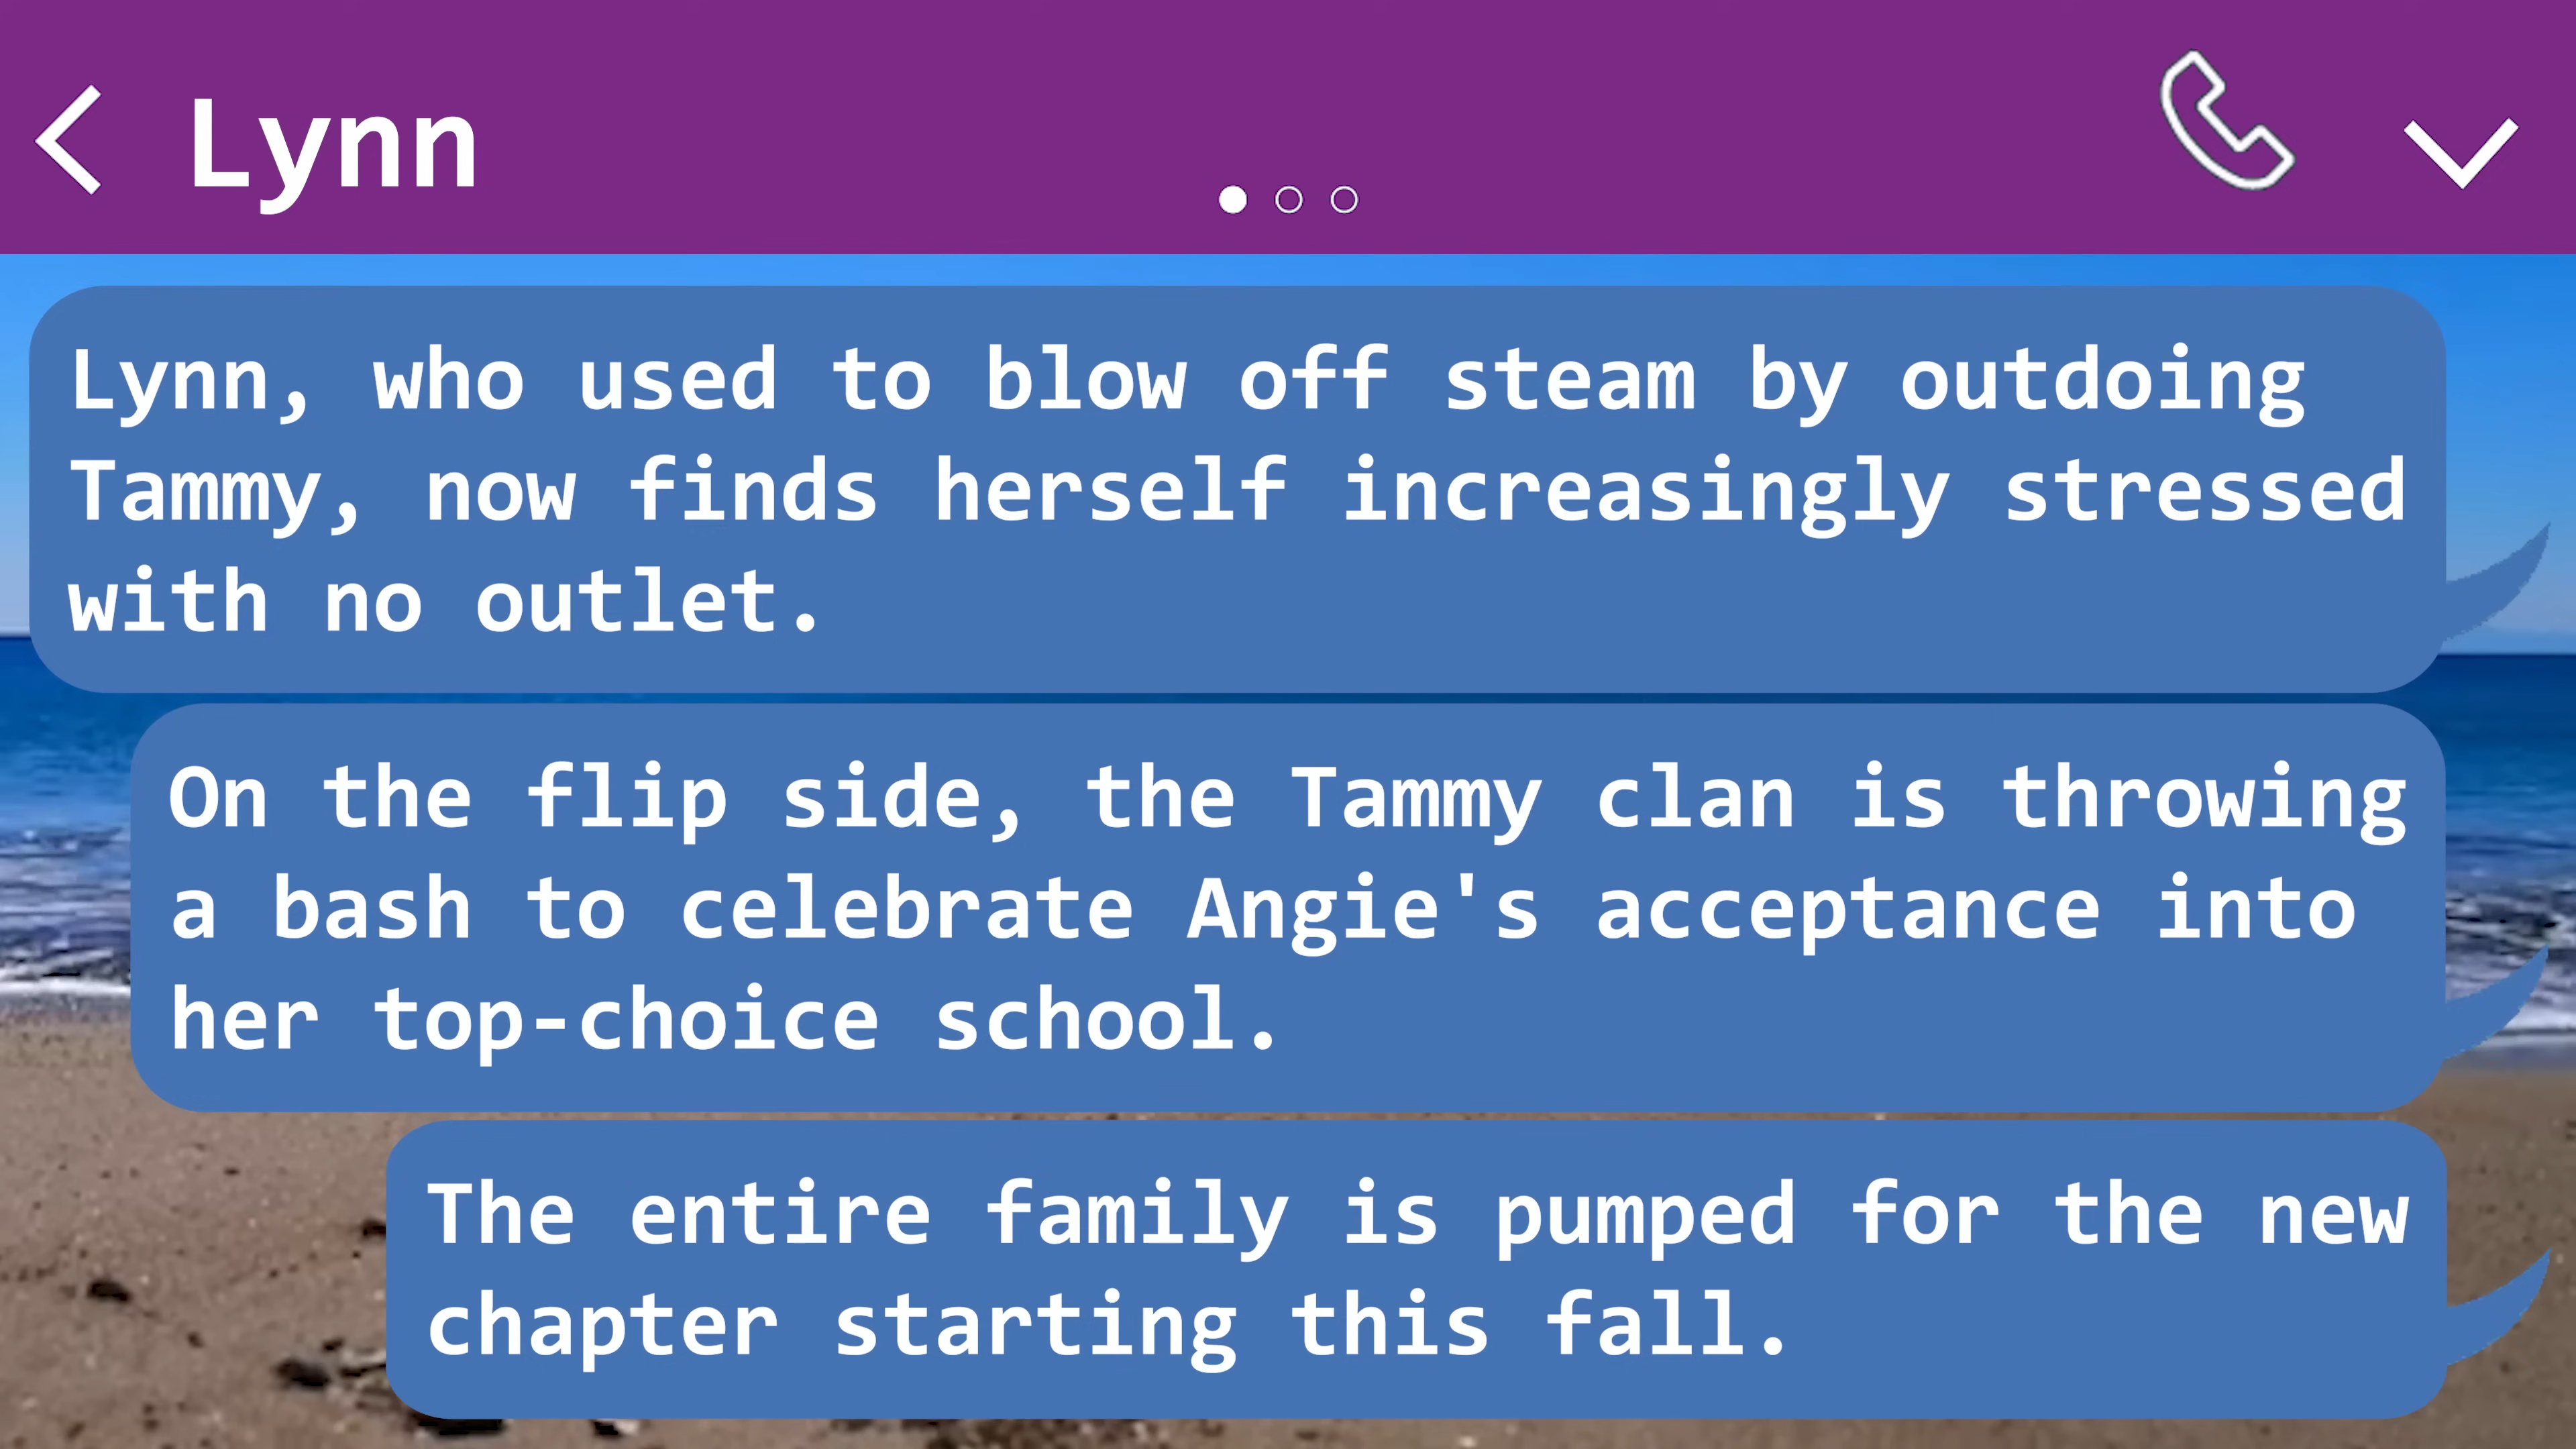 Lynn
Lynn, who used to blow off steam by outdoing
Tammy, now finds herself increasingly stressed
with no outlet.
On the flip side, the Tammy clan is throwing
a bash to celebrate Angie's acceptance into
her top-choice school.
The entire family is pumped for the new
chapter starting this fall.